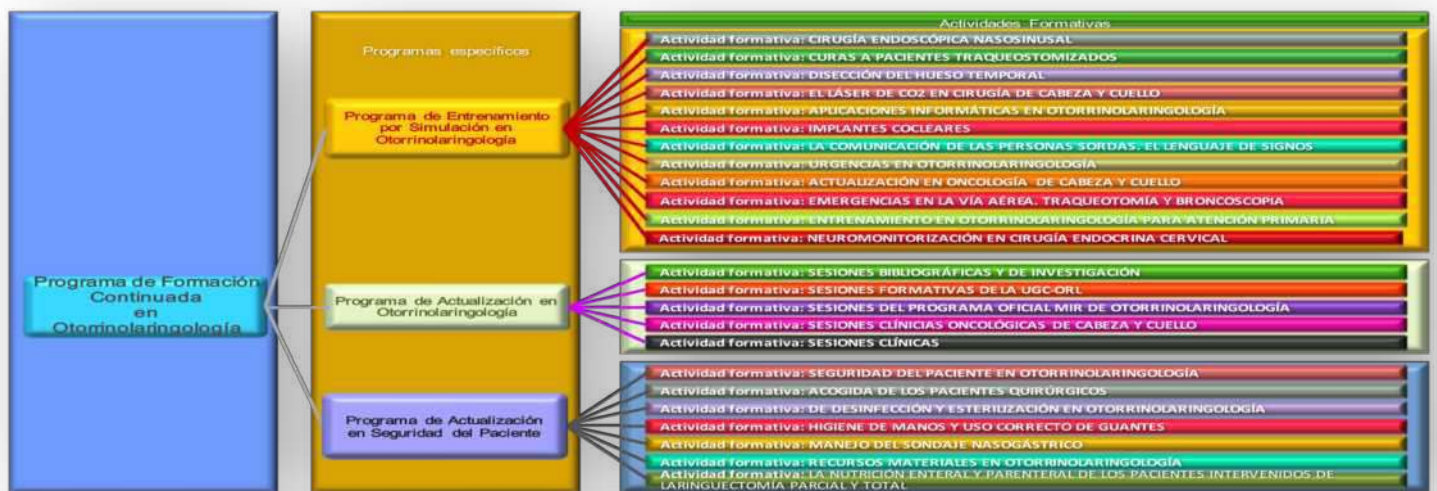 Programa de Formación
Continuada
en
Otorrinolaringología
Programas específicos
Programa de Entrenamiento
por Simulación en
Otorrinolaringología
Programa de Actualización en
Otorrinolaringología
Programa de Actualización
en Seguridad del Paciente
Actividades Formativas
Actividad formativa: CIRUGÍA ENDOSCÓPICA NASOSINUSAL
Actividad formativa: CURAS A PACIENTES TRAQUEOSTOMIZADOS
Actividad formativa: DISECCIÓN DEL HUESO TEMPORAL
Actividad formativa: EL LÁSER DE CO2 EN CIRUGÍA DE CABEZA Y CUELLO
Actividad formativa: APLICACIONES INFORMÁTICAS EN OTORRINOLARINGOLOGÍA
Actividad formativa: IMPLANTES COCLEARES
Actividad formativa: LA COMUNICACIÓN DE LAS PERSONAS SORDAS. EL LENGUAJE DE SIGNOS
Actividad formativa: URGENCIAS EN OTORRINOLARINGOLOGÍA
Actividad formativa: ACTUALIZACIÓN EN ONCOLOGÍA DE CABEZA Y CUELLO
Actividad formativa: EMERGENCIAS EN LA VÍA AÉREA. TRAQUEOTOMÍA Y BRONCOSCOPIA
Actividad formativa: ENTRENAMIENTO EN OTORRINOLARINGOLOGÍA PARA ATENCIÓN PRIMARIA
Actividad formativa: NEUROMONITORIZACIÓN EN CIRUGÍA ENDOCRINA CERVICAL
Actividad formativa: SESIONES BIBLIOGRÁFICAS Y DE INVESTIGACIÓN
Actividad formativa: SESIONES FORMATIVAS DE LA UGC-ORL
Actividad formativa: SESIONES DEL PROGRAMA OFICIAL MIR DE OTORRINOLARINGOLOGÍA
Actividad formativa: SESIONES CLÍNICIAS ONCOLÓGICAS DE CABEZA Y CUELLO
Actividad formativa: SESIONES CLÍNICAS
Actividad formativa: SEGURIDAD DEL PACIENTE EN OTORRINOLARINGOLOGÍA
Actividad formativa: ACOGIDA DE LOS PACIENTES QUIRÚRGICOS
Actividad formativa: DE DESINFECCIÓN Y ESTERILIZACIÓN EN OTORRINOLARINGOLOGÍA
Actividad formativa: HIGIENE DE MANOS Y USO CORRECTO DE GUANTES
Actividad formativa: MANEJO DEL SONDAJE NASOGÁSTRICO
Actividad formativa: RECURSOS MATERIALES EN OTORRINOLARINGOLOGÍA
Actividad formativa: LA NUTRICIÓN ENTERAL Y PARENTERAL DE LOS PACIENTES INTERVENIDOS DE
LARINGUECTOMÍA PARCIAL Y TOTAL